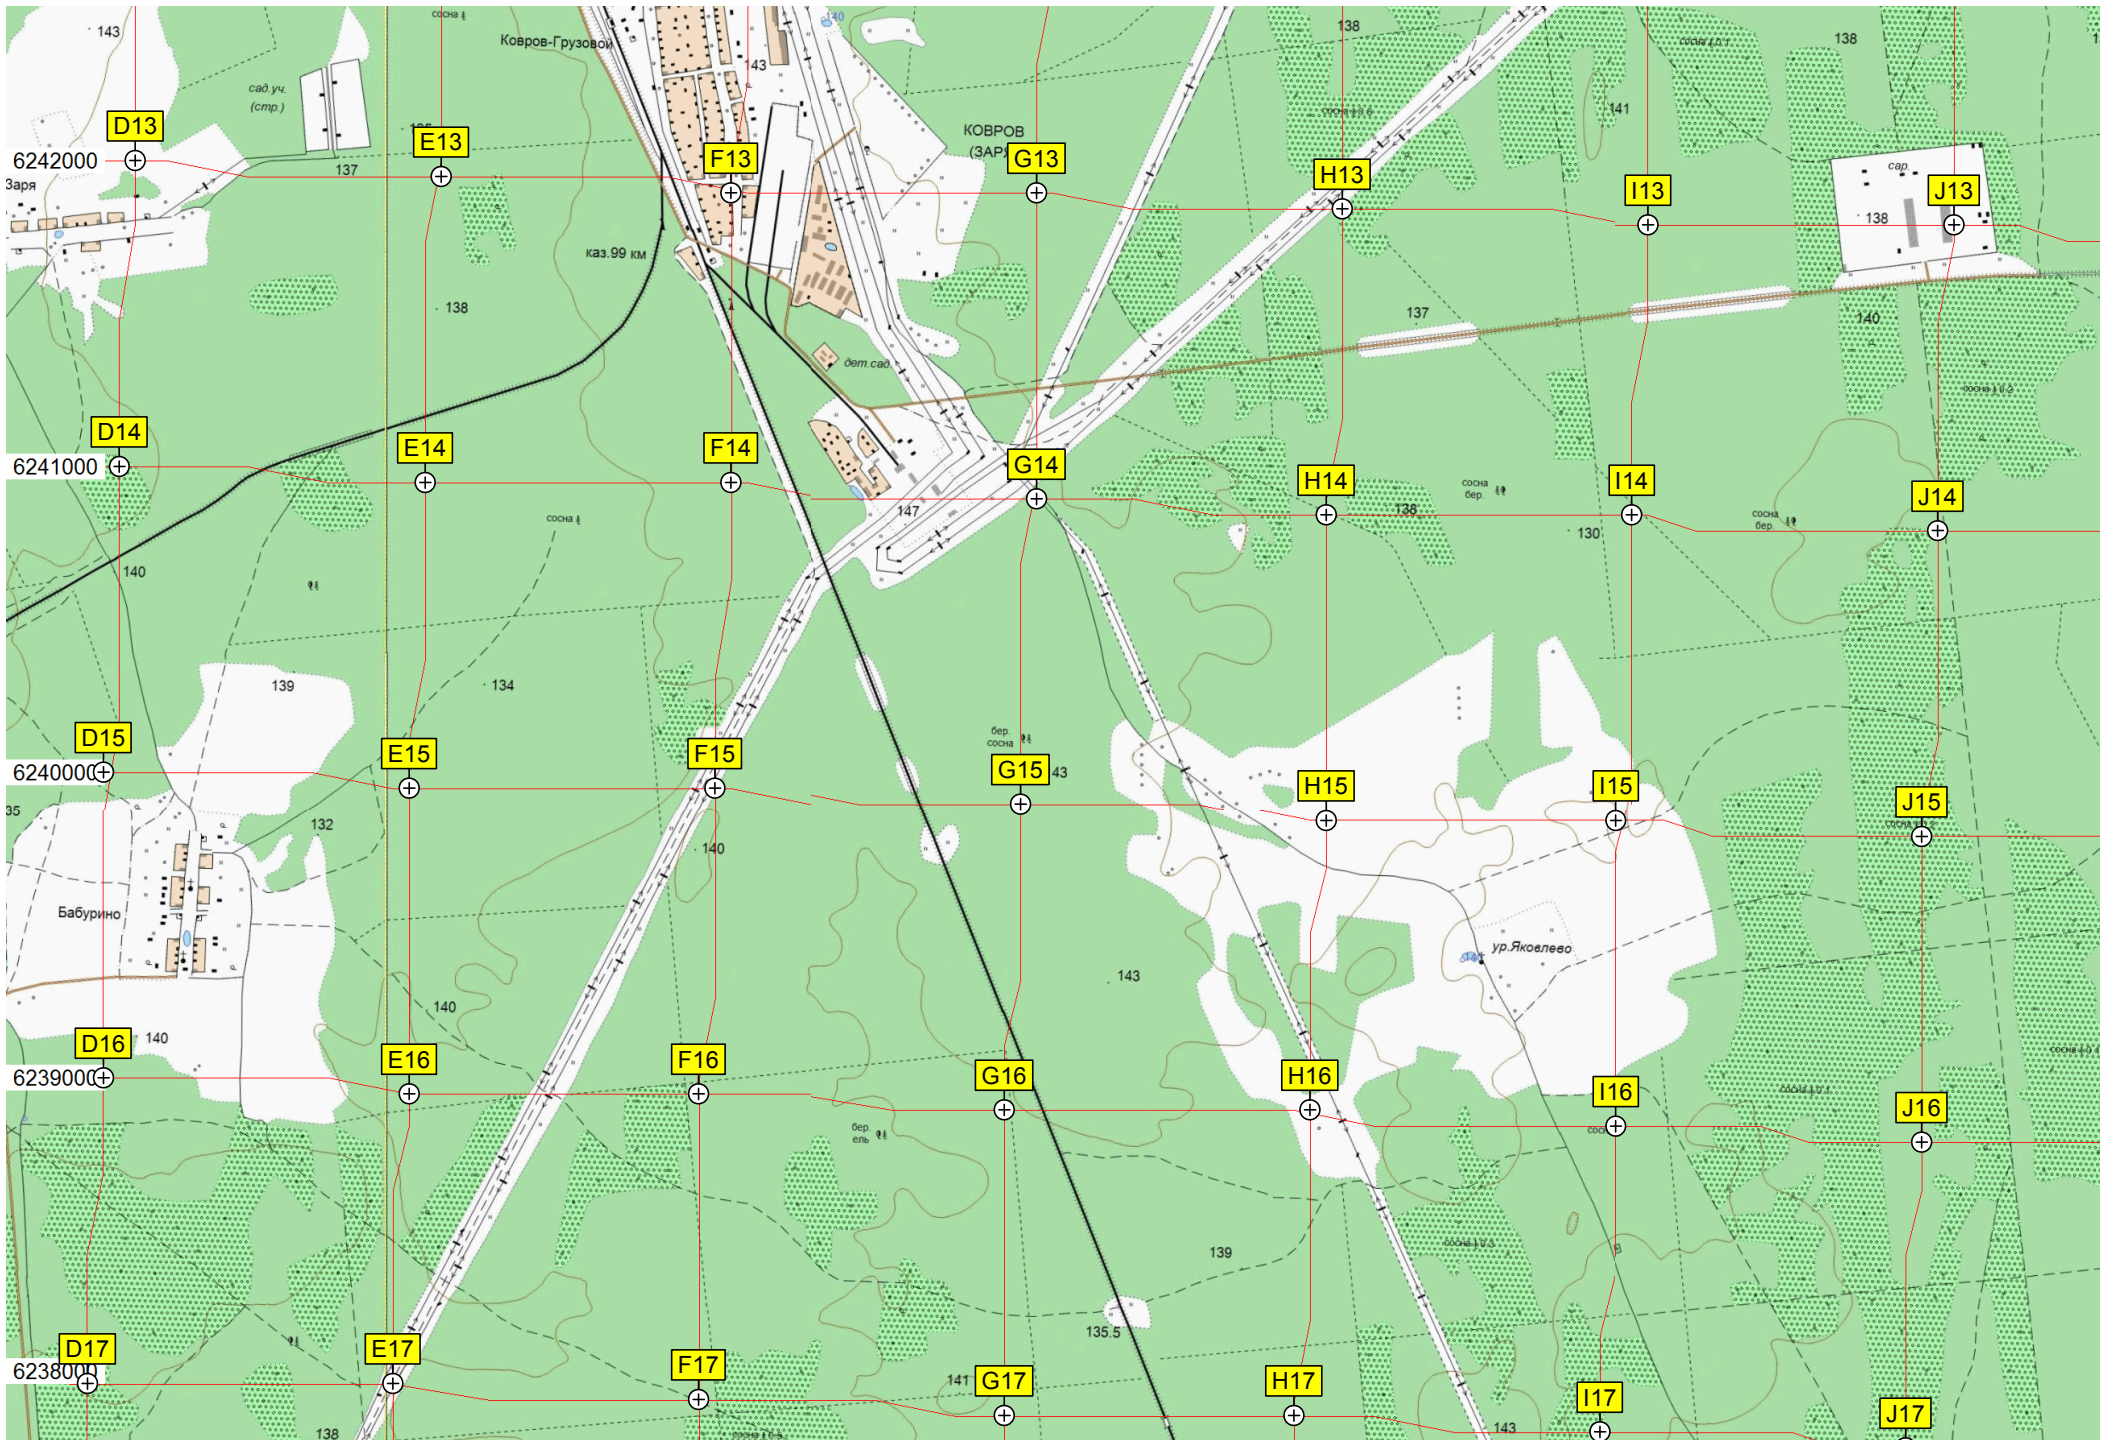 143
сосна
140
138
138
Ковров-Грузовой
143
сад.уч.
(стр.)
141
D13
E13
F13
КОВРОВ
G13
H13
I13
J13
сар.
6242000
137
Заря
138
каз.99 км
138
137
140
дет.сад
D14
E14
F14
G14
H14
I14
J14
6241000
сосна
бер.
сосна
147
138
сосна
бер.
130
140
139
134
D15
E15
F15
бер.
сосна
G15
43
H15
I15
J15
6240000
35
132
140
Бабурино
ур.Яковлево
143
140
D16
140
E16
F16
G16
H16
I16
J16
6239000
бер.
ель
139
D17
E17
F17
135.5
G17
H17
I17
J17
6238000
141
138
143